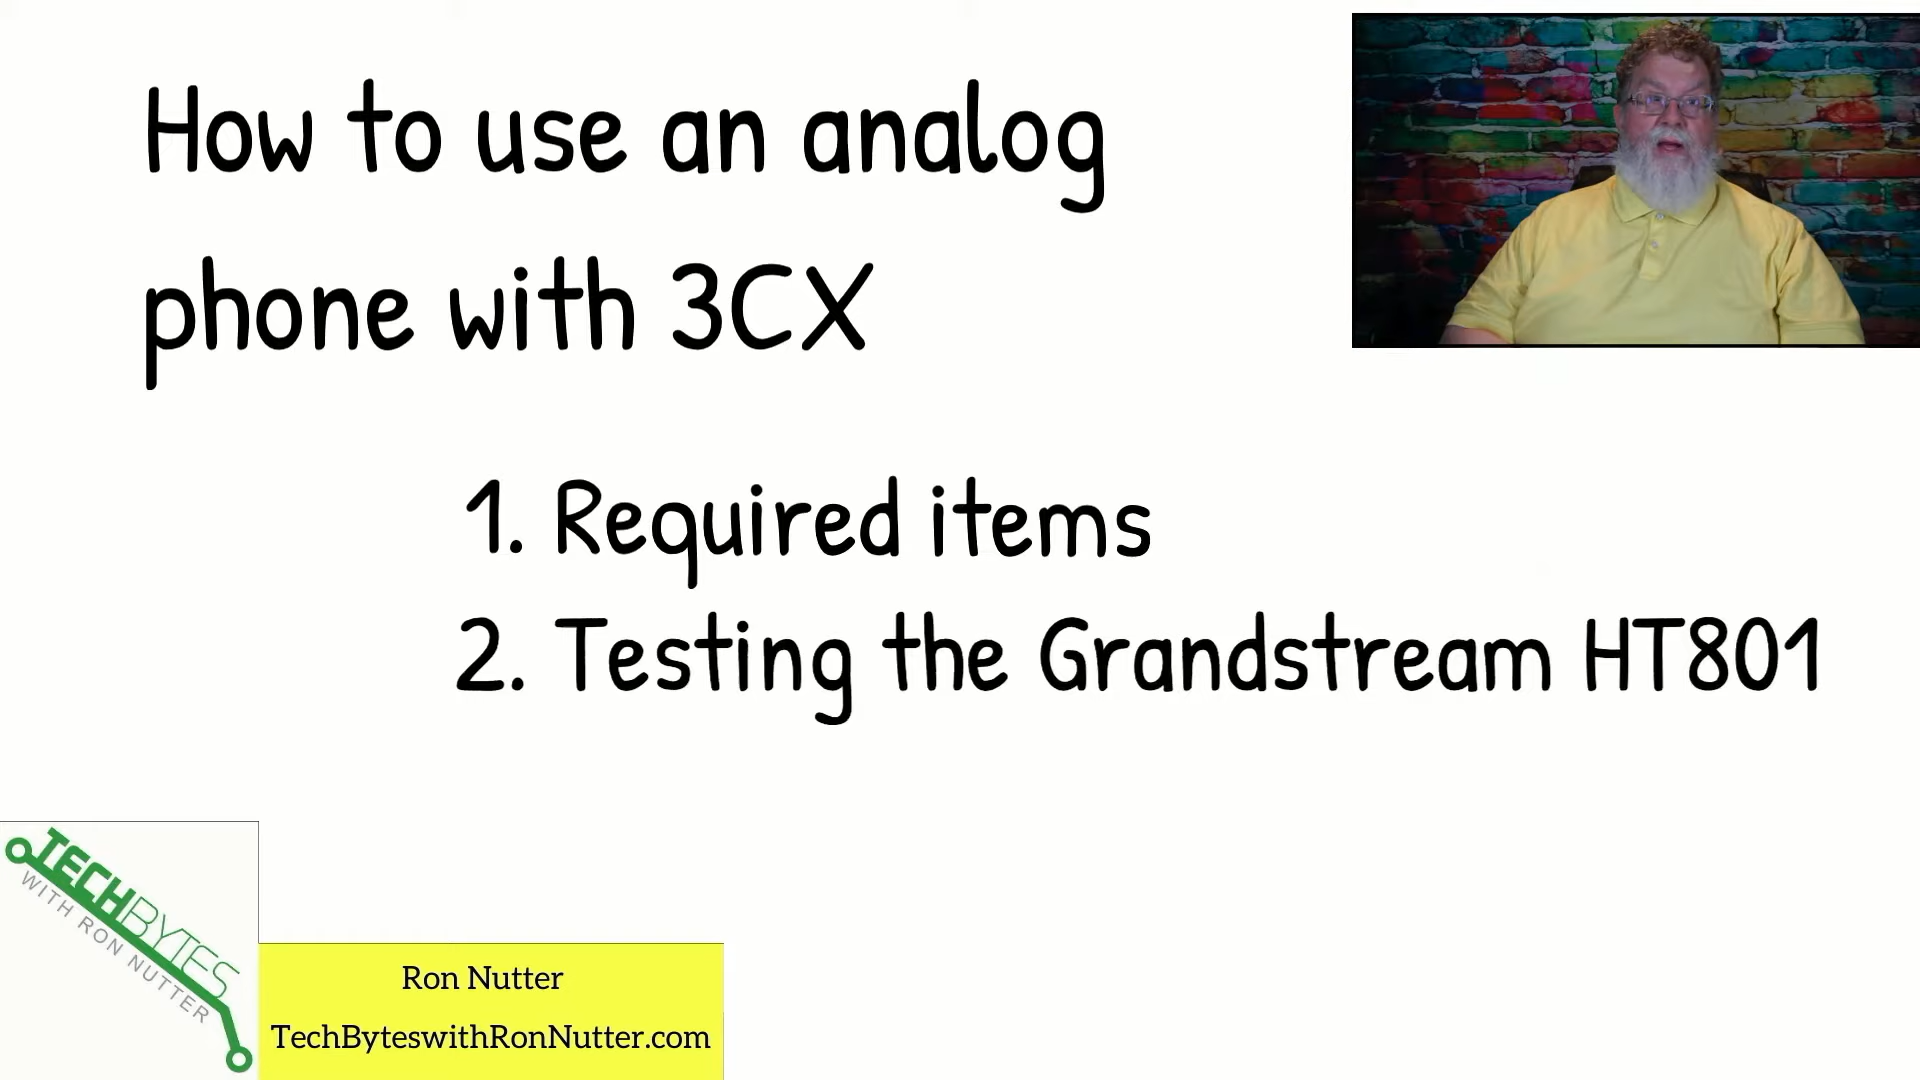 How to use an analog
phone with 3CX
1. Required items
2. Testing the Grandstream HT801
TECHBYTES
WITH RON NUTTER
Ron Nutter
TechByteswithRonNutter.com